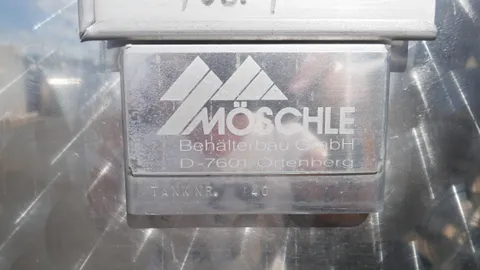 MÖSCHLE
Behälterbau GmbH
D-7601 Ortenberg
TANK NR.